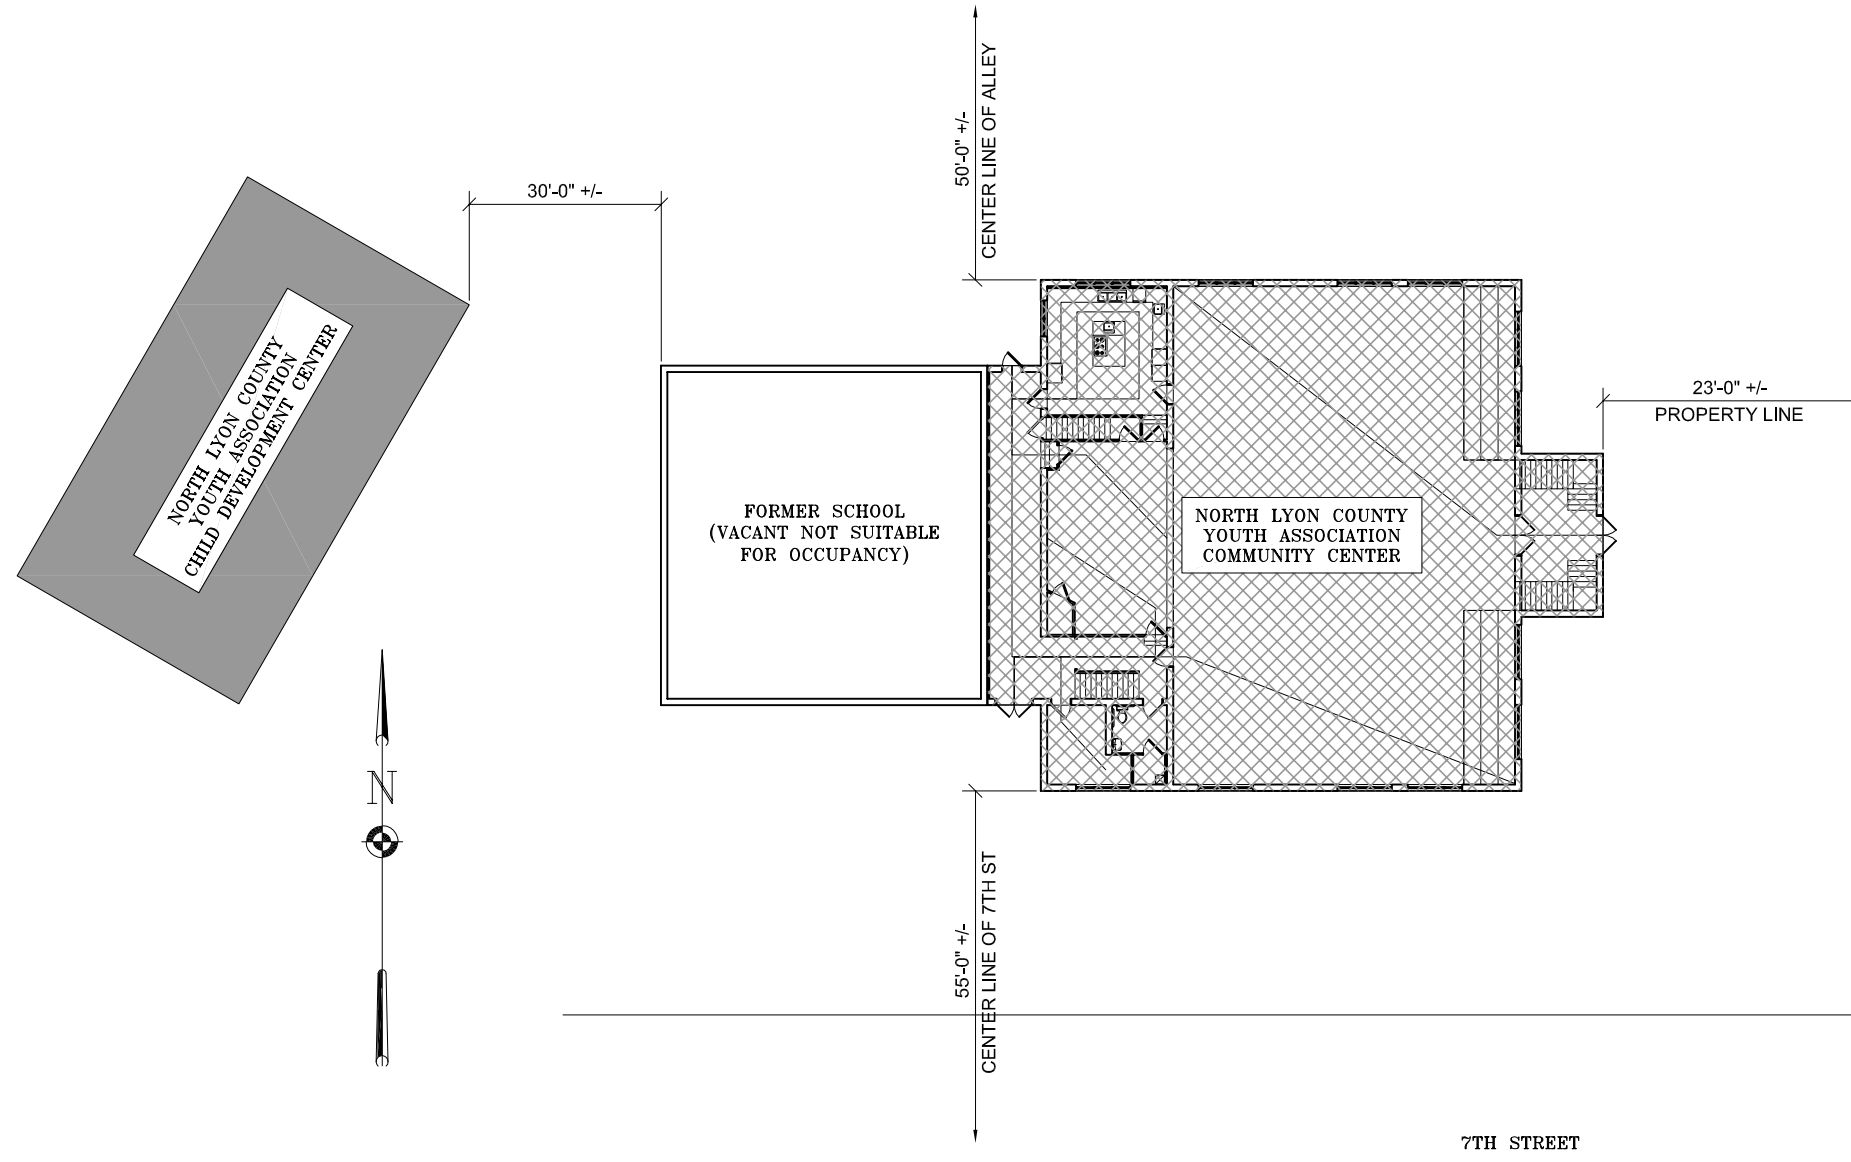 50'-0" +/-
CENTER LINE OF ALLEY
30'-0" +/-
NORTH LYON COUNTY
YOUTH ASSOCIATION
CHILD DEVELOPMENT CENTER
23'-0" +/-
PROPERTY LINE
FORMER SCHOOL
(VACANT NOT SUITABLE
FOR OCCUPANCY)
NORTH LYON COUNTY
YOUTH ASSOCIATION
COMMUNITY CENTER
N
55'-0" +/-
CENTER LINE OF 7TH ST
7TH STREET